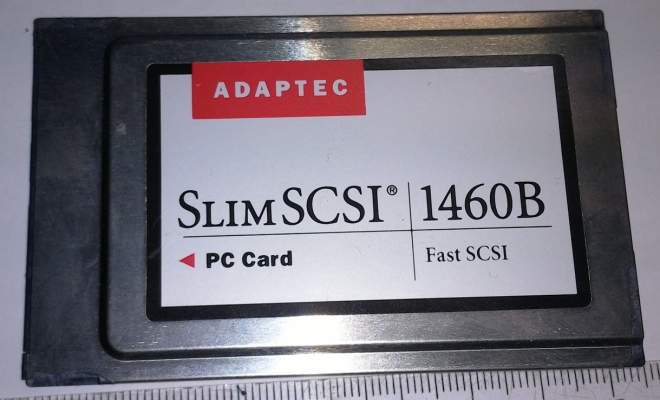 ADAPTEC
SLIMSCSI® 1460B
◄ PC Card Fast SCSI